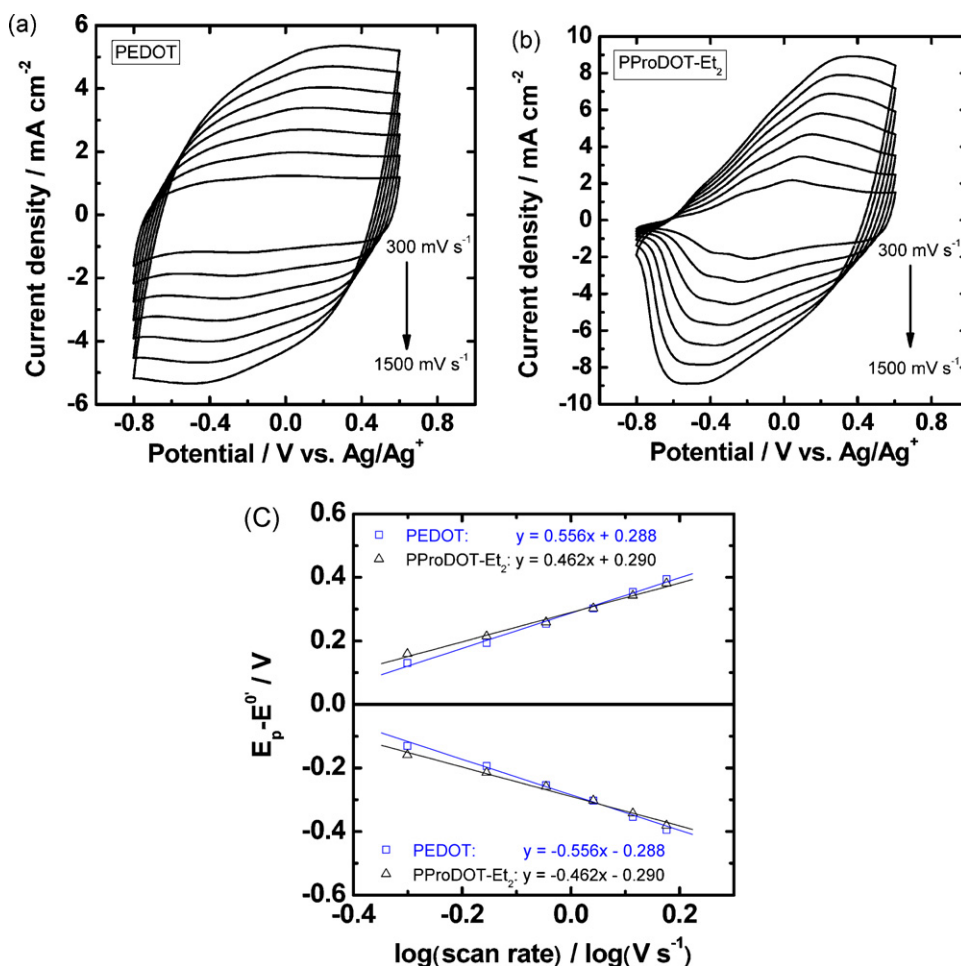 (a)
PEDOT
6
4
2
0
-2
-4
-6
Current density / mA cm⁻²
300 mV s⁻¹
1500 mV s⁻¹
-0.8 -0.4 0.0 0.4 0.8
Potential / V vs. Ag/Ag⁺
(b)
PProDOT-Et₂
10
8
6
4
2
0
-2
-4
-6
-8
-10
Current density / mA cm⁻²
300 mV s⁻¹
1500 mV s⁻¹
-0.8 -0.4 0.0 0.4 0.8
Potential / V vs. Ag/Ag⁺
(C)
0.6
0.4
0.2
0.0
-0.2
-0.4
-0.6
Eₚ-E⁰' / V
PEDOT: y = 0.556x + 0.288
PProDOT-Et₂: y = 0.462x + 0.290
PEDOT: y = -0.556x - 0.288
PProDOT-Et₂: y = -0.462x - 0.290
-0.4 -0.2 0.0 0.2
log(scan rate) / log(V s⁻¹)